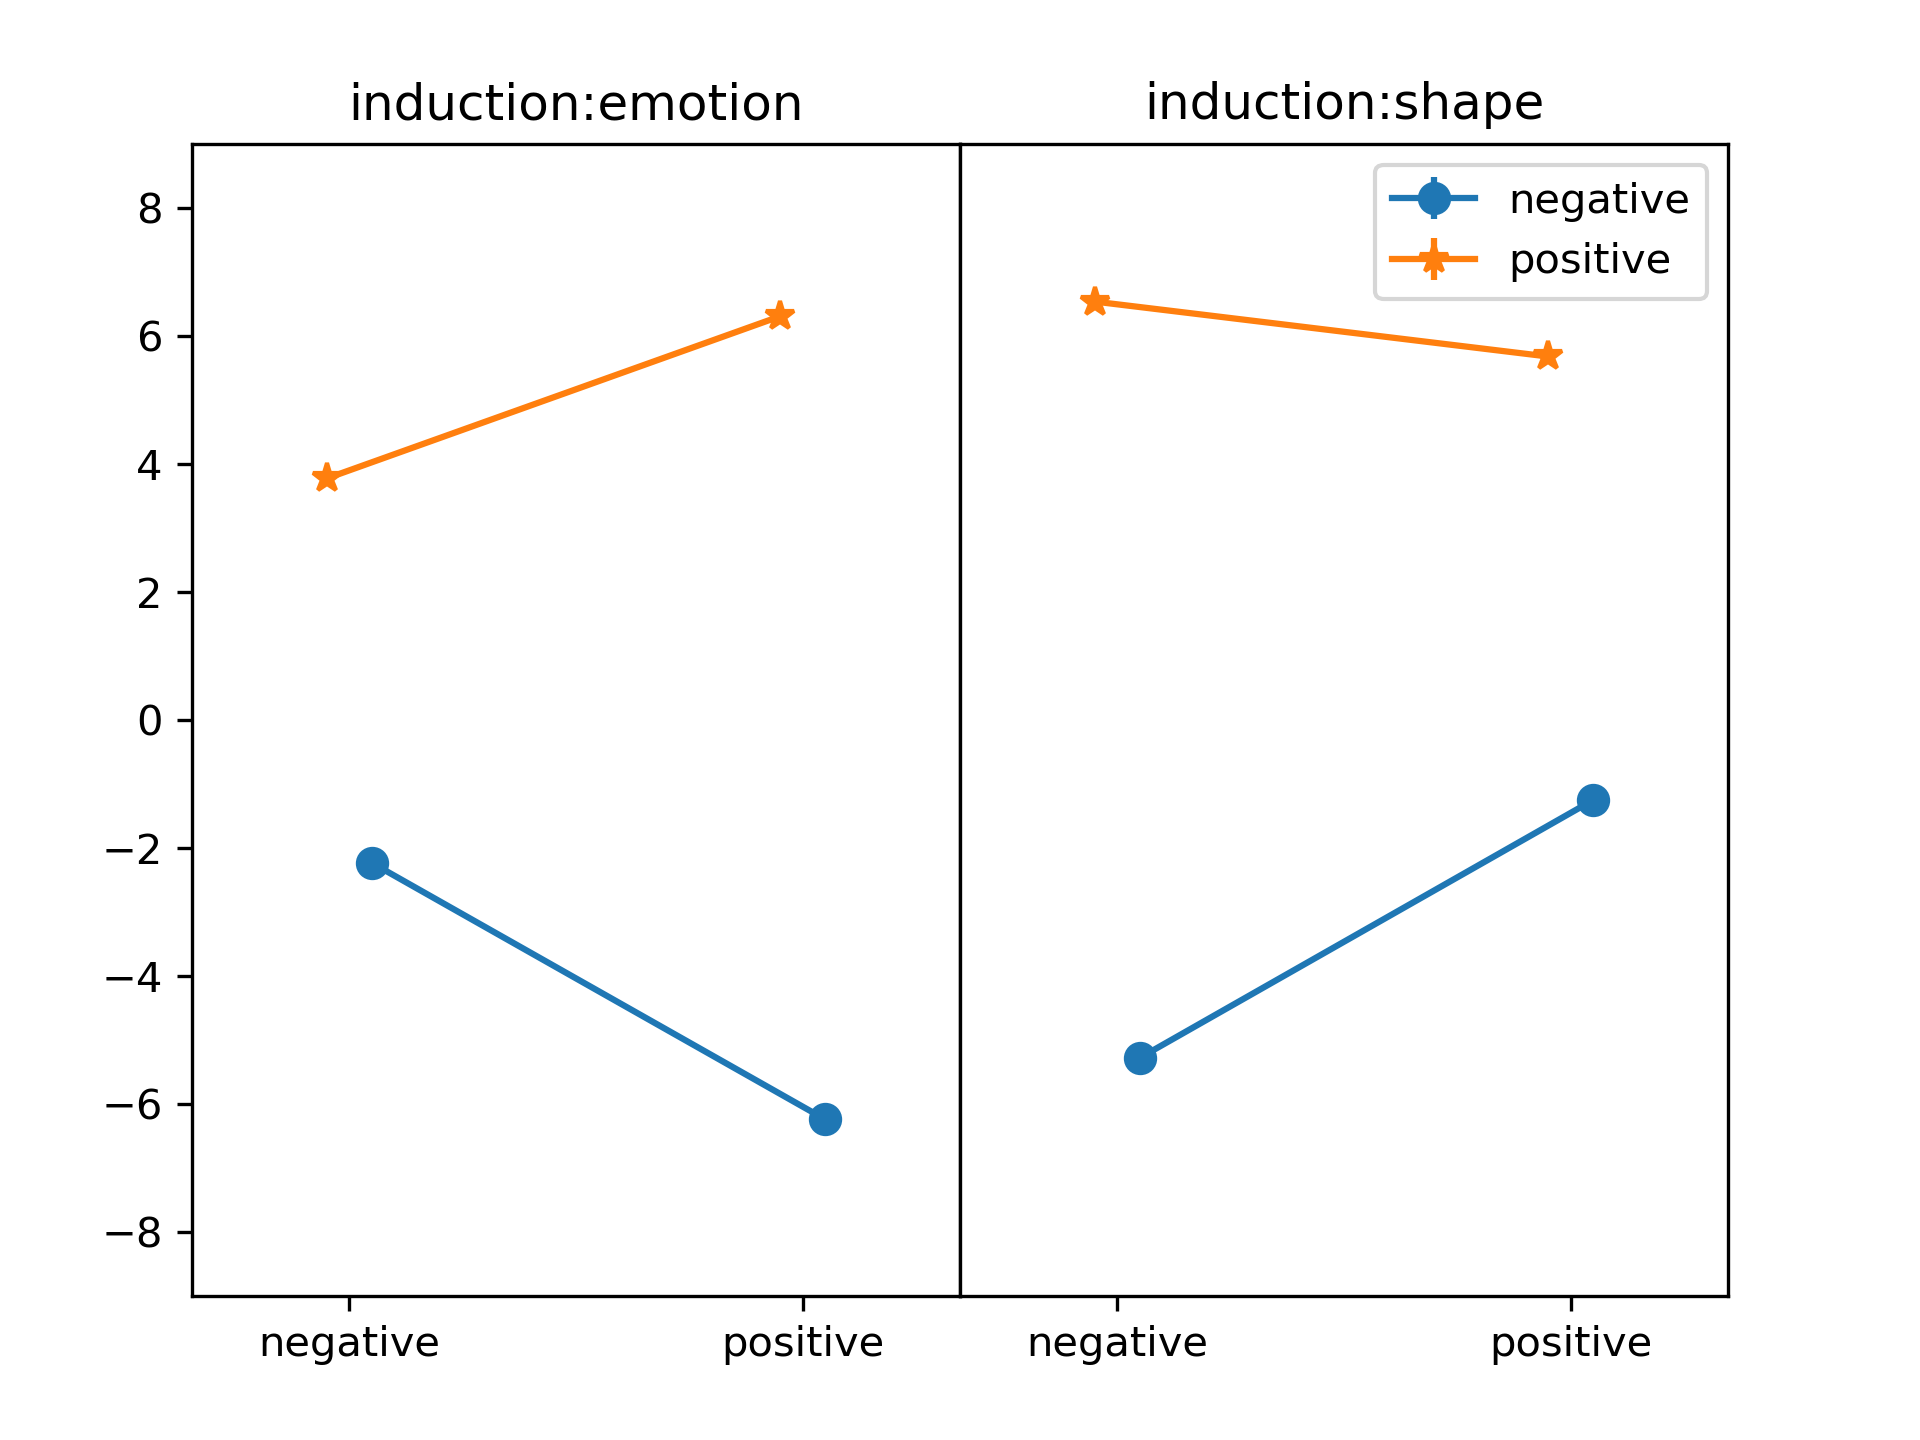 induction:emotion
induction:shape
negative
positive
8
6
4
2
0
−2
−4
−6
−8
negative
positive
negative
positive